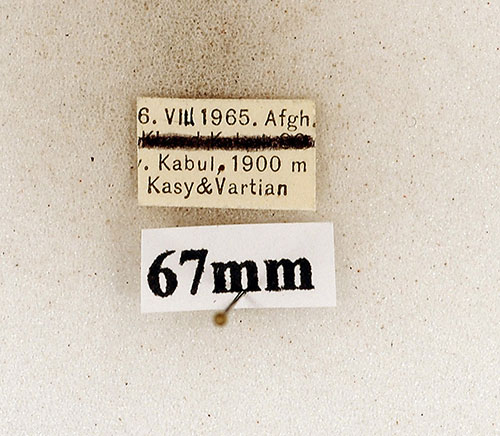 6. VIII 1965. Afgh.
. Kabul, 1900 m
Kasy&Vartian
67mm